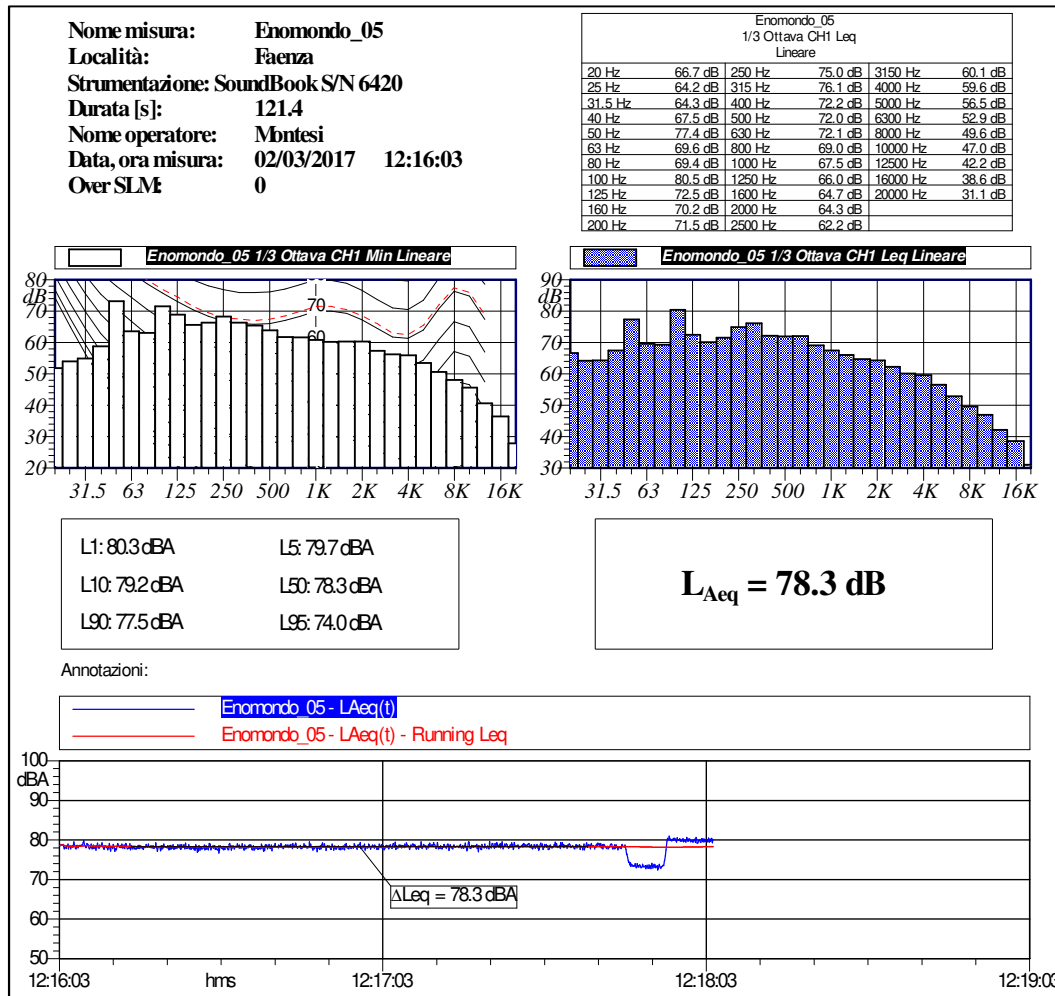 Nome misura: Enomondo_05
Località: Faenza
Strumentazione: SoundBook S/N 6420
Durata [s]: 121.4
Nome operatore: Montesi
Data, ora misura: 02/03/2017 12:16:03
Over SLM: 0
Enomondo_05
1/3 Ottava CH1 Leq
Lineare
20 Hz 66.7 dB 250 Hz 75.0 dB 3150 Hz 60.1 dB
25 Hz 64.2 dB 315 Hz 76.1 dB 4000 Hz 59.6 dB
31.5 Hz 64.3 dB 400 Hz 72.2 dB 5000 Hz 56.5 dB
40 Hz 67.5 dB 500 Hz 72.0 dB 6300 Hz 52.9 dB
50 Hz 77.4 dB 630 Hz 72.1 dB 8000 Hz 49.6 dB
63 Hz 69.6 dB 800 Hz 69.0 dB 10000 Hz 47.0 dB
80 Hz 69.4 dB 1000 Hz 67.5 dB 12500 Hz 42.2 dB
100 Hz 80.5 dB 1250 Hz 66.0 dB 16000 Hz 38.6 dB
125 Hz 72.5 dB 1600 Hz 64.7 dB 20000 Hz 31.1 dB
160 Hz 70.2 dB 2000 Hz 64.3 dB
200 Hz 71.5 dB 2500 Hz 62.2 dB
Enomondo_05 1/3 Ottava CH1 Min Lineare
80
dB
70
60
50
40
30
20
70
60
31.5 63 125 250 500 1K 2K 4K 8K 16K
Enomondo_05 1/3 Ottava CH1 Leq Lineare
90
dB
80
70
60
50
40
30
31.5 63 125 250 500 1K 2K 4K 8K 16K
L1: 80.3 dBA L5: 79.7 dBA
L10: 79.2 dBA L50: 78.3 dBA
L90: 77.5 dBA L95: 74.0 dBA
LAeq = 78.3 dB
Annotazioni:
Enomondo_05 - LAeq(t)
Enomondo_05 - LAeq(t) - Running Leq
100
dBA
90
80
70
60
50
ΔLeq = 78.3 dBA
12:16:03 hms 12:17:03 12:18:03 12:19:03